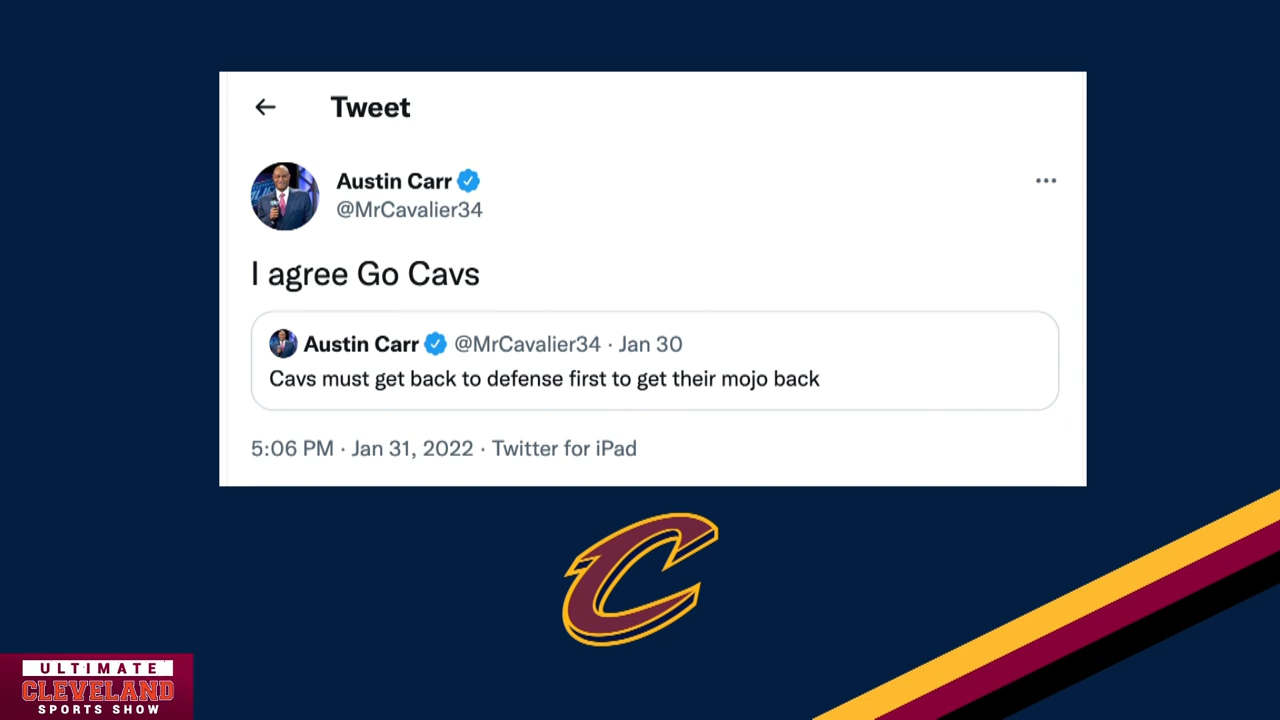 Tweet
Austin Carr
@MrCavalier34
I agree Go Cavs
Austin Carr @MrCavalier34 · Jan 30
Cavs must get back to defense first to get their mojo back
5:06 PM · Jan 31, 2022 · Twitter for iPad
C
ULTIMATE
CLEVELAND
SPORTS SHOW